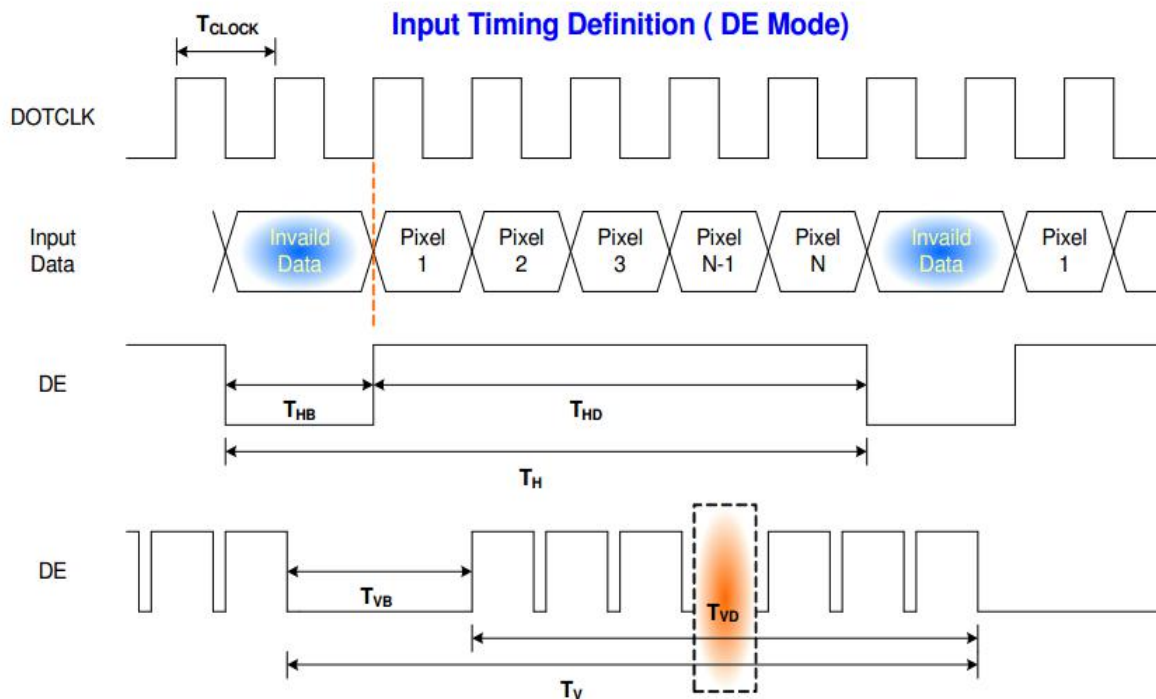 Input Timing Definition ( DE Mode)
TCLOCK
DOTCLK
Input
Data
Invaild
Data
Pixel
1
Pixel
2
Pixel
3
Pixel
N-1
Pixel
N
Invaild
Data
Pixel
1
DE
THB
THD
TH
DE
TVB
TVD
TV